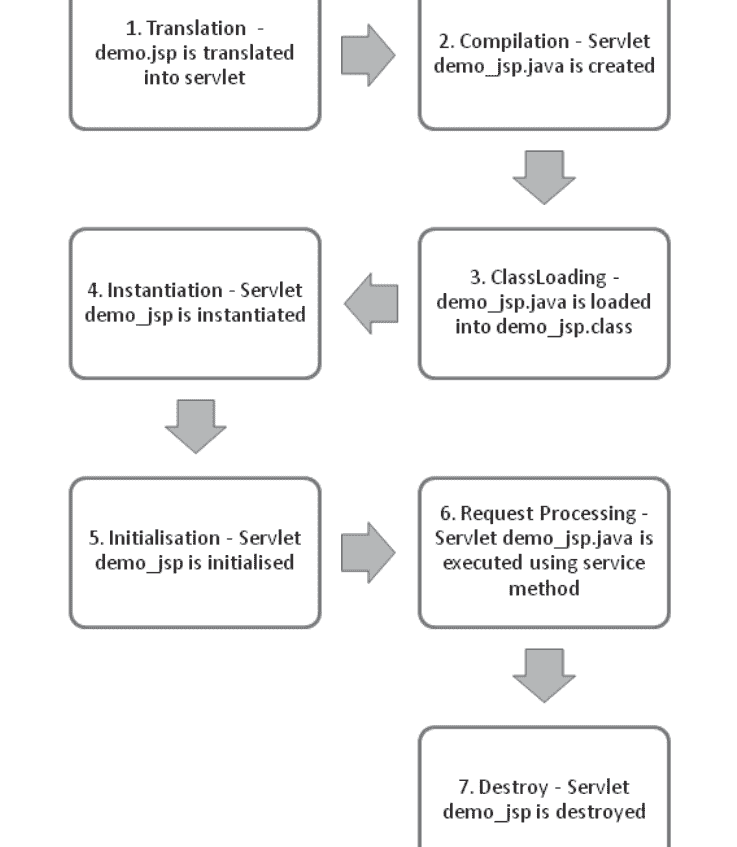 1. Translation -
demo.jsp is translated
into servlet
2. Compilation - Servlet
demo_jsp.java is created
3. ClassLoading -
demo_jsp.java is loaded
into demo_jsp.class
4. Instantiation - Servlet
demo_jsp is instantiated
5. Initialisation - Servlet
demo_jsp is initialised
6. Request Processing -
Servlet demo_jsp.java is
executed using service
method
7. Destroy - Servlet
demo_jsp is destroyed